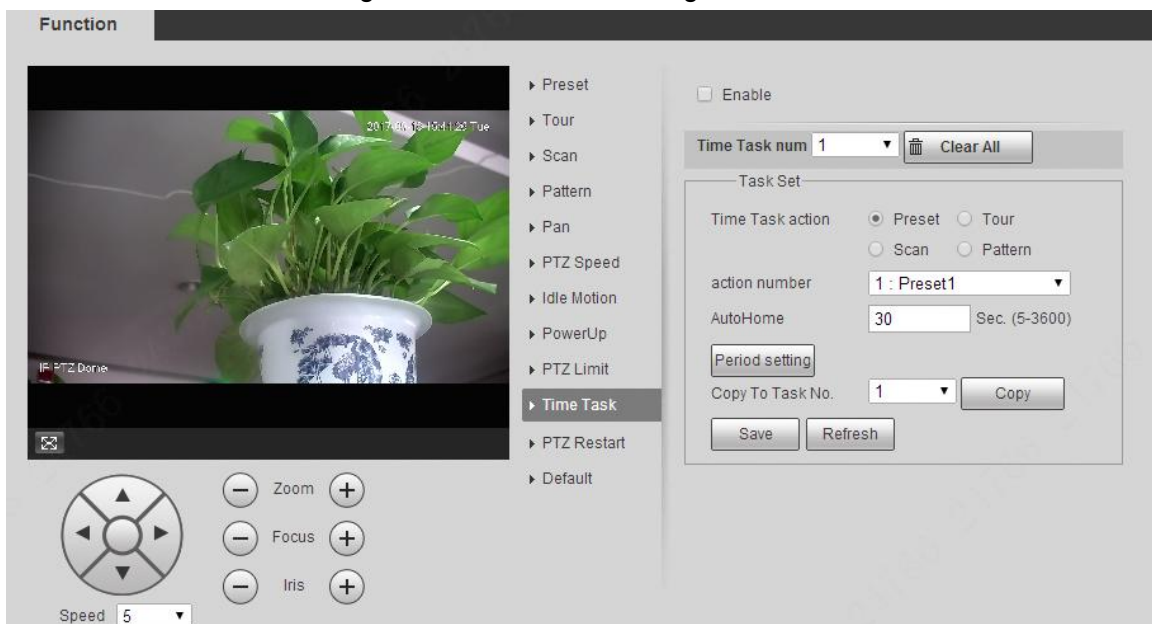 Function
Tue
IP PTZ Dome
Zoom
Focus
Iris
Speed 5
Preset
Tour
Scan
Pattern
Pan
PTZ Speed
Idle Motion
PowerUp
PTZ Limit
Time Task
PTZ Restart
Default
Enable
Time Task num 1 Clear All
Task Set
Time Task action Preset Tour
Scan Pattern
action number 1 : Preset1
AutoHome 30 Sec. (5-3600)
Period setting
Copy To Task No. 1 Copy
Save Refresh